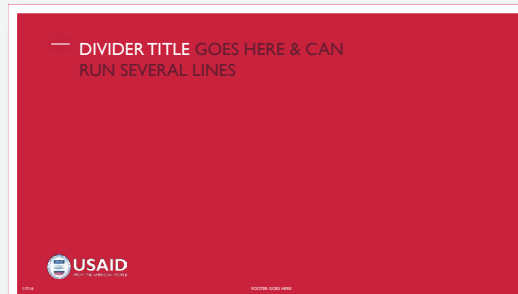 DIVIDER TITLE GOES HERE & CAN
RUN SEVERAL LINES
USAID
FROM THE AMERICAN PEOPLE
FOOTER GOES HERE